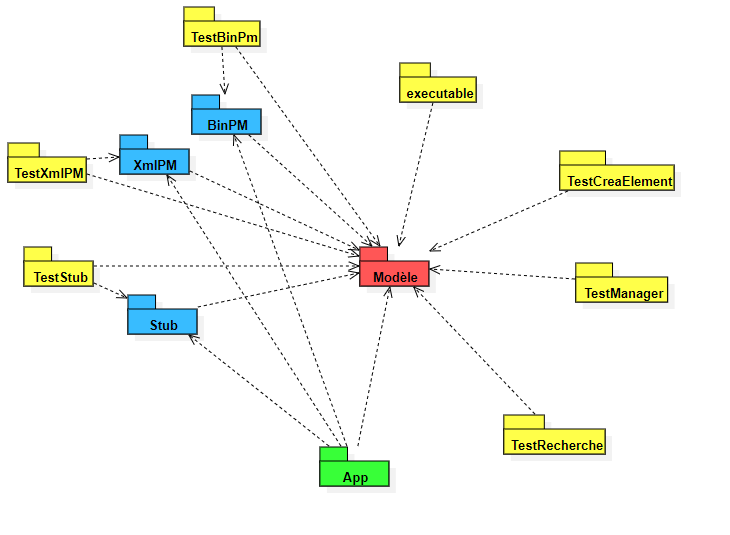 TestBinPm
executable
BinPM
XmlPM
TestXmlPM
TestCreaElement
TestStub
Modèle
TestManager
Stub
TestRecherche
App